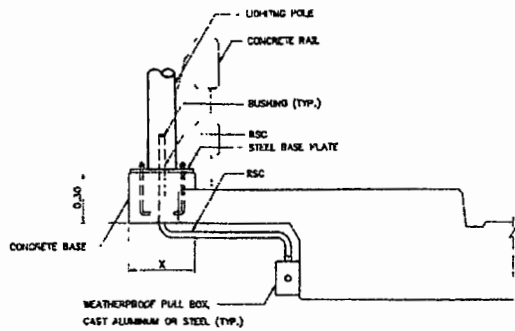 LIGHTING POLE
CONCRETE RAIL
BUSHING (TYP.)
RSC
STEEL BASE PLATE
RSC
0.30
CONCRETE BASE
X
WEATHERPROOF PULL BOX,
CAST ALUMINUM OR STEEL (TYP.)